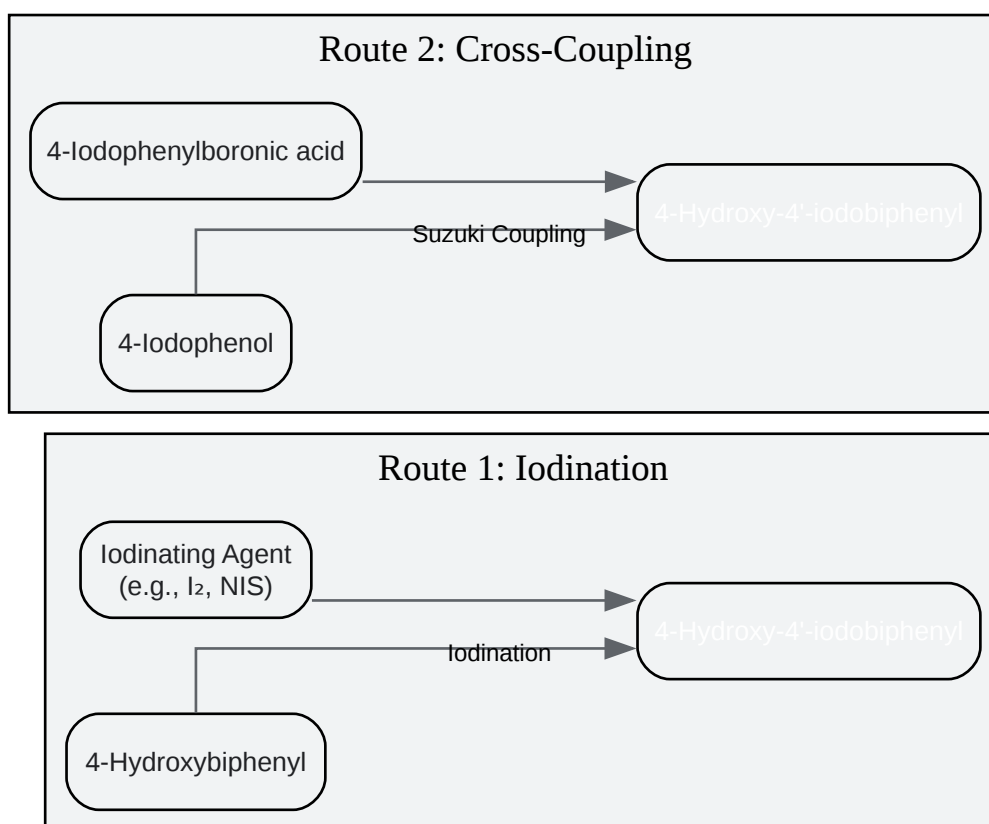 Route 2: Cross-Coupling
4-Iodophenylboronic acid
4-Hydroxy-4'-iodobiphenyl
Suzuki Coupling
4-Iodophenol
Route 1: Iodination
Iodinating Agent
(e.g., I₂, NIS)
4-Hydroxy-4'-iodobiphenyl
Iodination
4-Hydroxybiphenyl